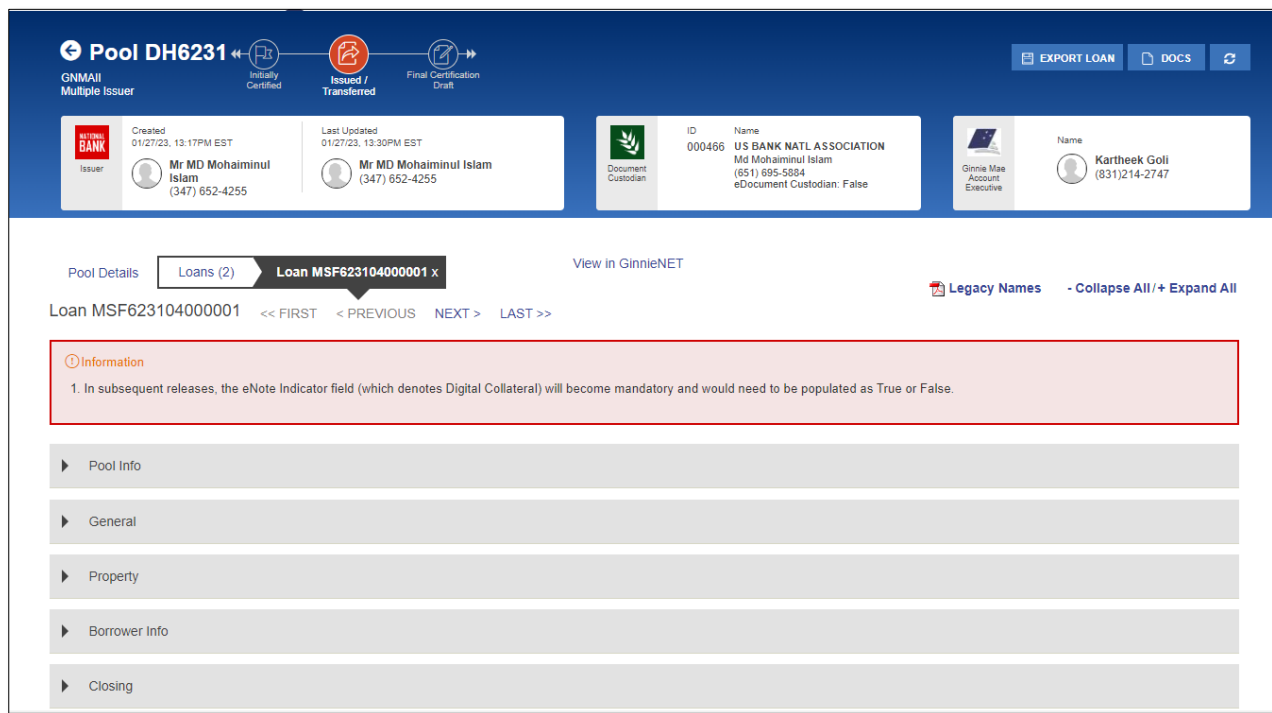 Pool DH6231
GNMAII
Multiple Issuer
Initially
Certified
Issued /
Transferred
Final Certification
Draft
EXPORT LOAN
DOCS
NATIONAL
BANK
Issuer
Created
01/27/23, 13:17PM EST
Mr MD Mohaiminul
Islam
(347) 652-4255
Last Updated
01/27/23, 13:30PM EST
Mr MD Mohaiminul Islam
(347) 652-4255
Document
Custodian
ID
000466
Name
US BANK NATL ASSOCIATION
Md Mohaiminul Islam
(651) 695-5884
eDocument Custodian: False
Ginnie Mae
Account
Executive
Name
Kartheek Goli
(831)214-2747
Pool Details
Loans (2)
Loan MSF623104000001 x
View in GinnieNET
Legacy Names
- Collapse All/+ Expand All
Loan MSF623104000001
<< FIRST
< PREVIOUS
NEXT >
LAST >>
Information
1. In subsequent releases, the eNote Indicator field (which denotes Digital Collateral) will become mandatory and would need to be populated as True or False.
Pool Info
General
Property
Borrower Info
Closing